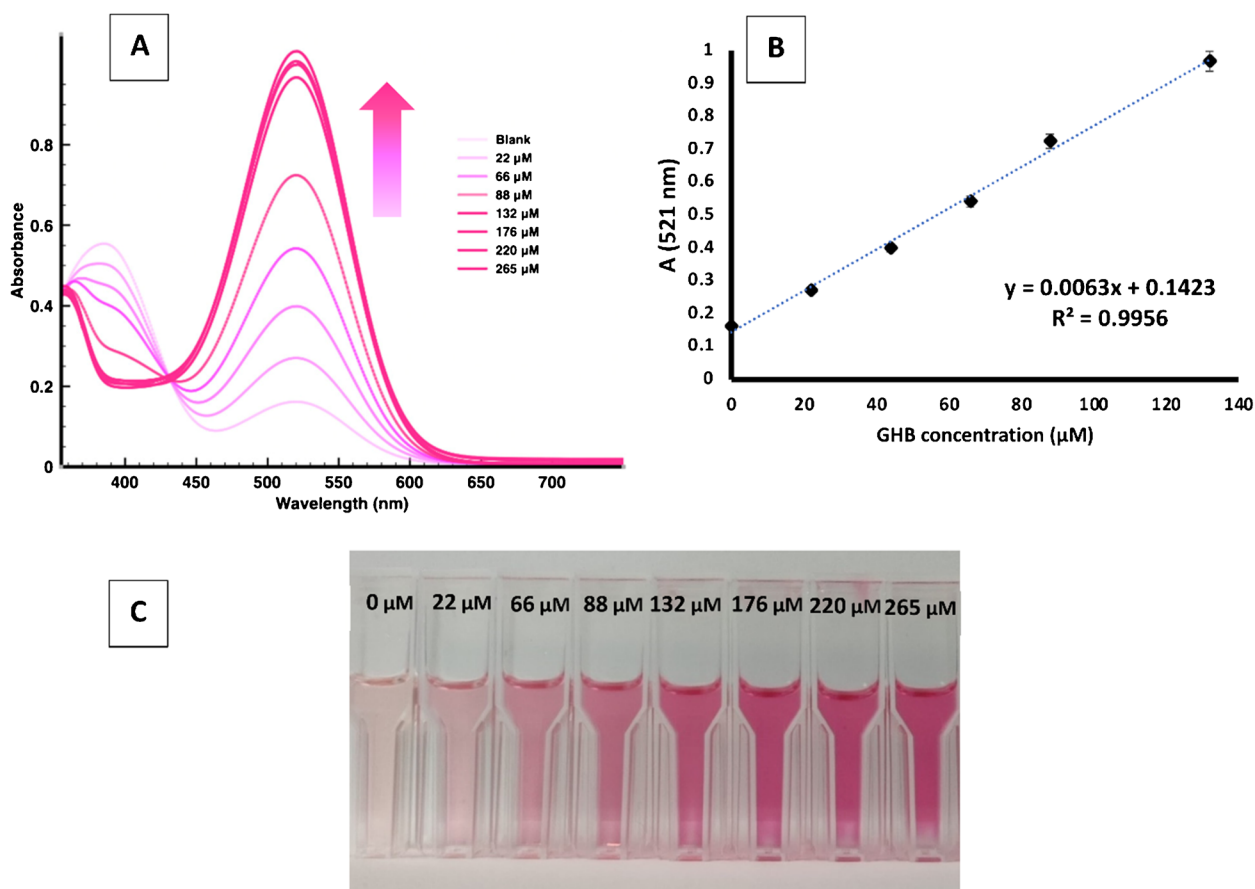 A
Absorbance
0.8
0.6
0.4
0.2
0
400 450 500 550 600 650 700
Wavelength (nm)
Blank
22 µM
66 µM
88 µM
132 µM
176 µM
220 µM
265 µM
B
A (521 nm)
1
0.9
0.8
0.7
0.6
0.5
0.4
0.3
0.2
0.1
0
0 20 40 60 80 100 120 140
GHB concentration (µM)
y = 0.0063x + 0.1423
R² = 0.9956
C
0 µM 22 µM 66 µM 88 µM 132 µM 176 µM 220 µM 265 µM